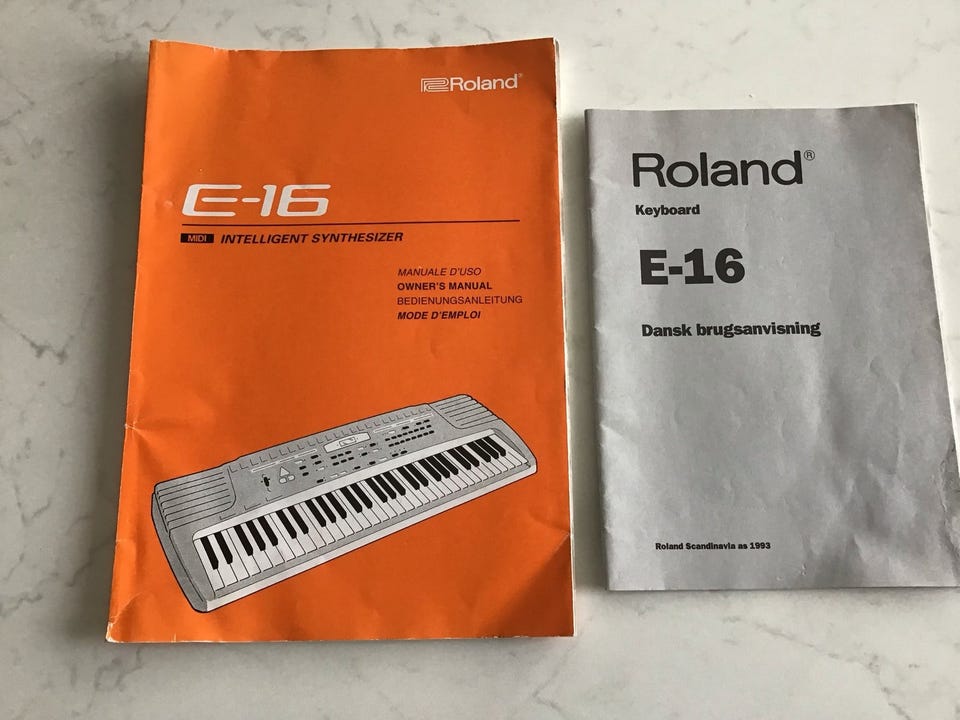 Roland®
E-16
MIDI INTELLIGENT SYNTHESIZER
MANUALE D'USO
OWNER'S MANUAL
BEDIENUNGSANLEITUNG
MODE D'EMPLOI
Roland®
Keyboard
E-16
Dansk brugsanvisning
Roland Scandinavia as 1993